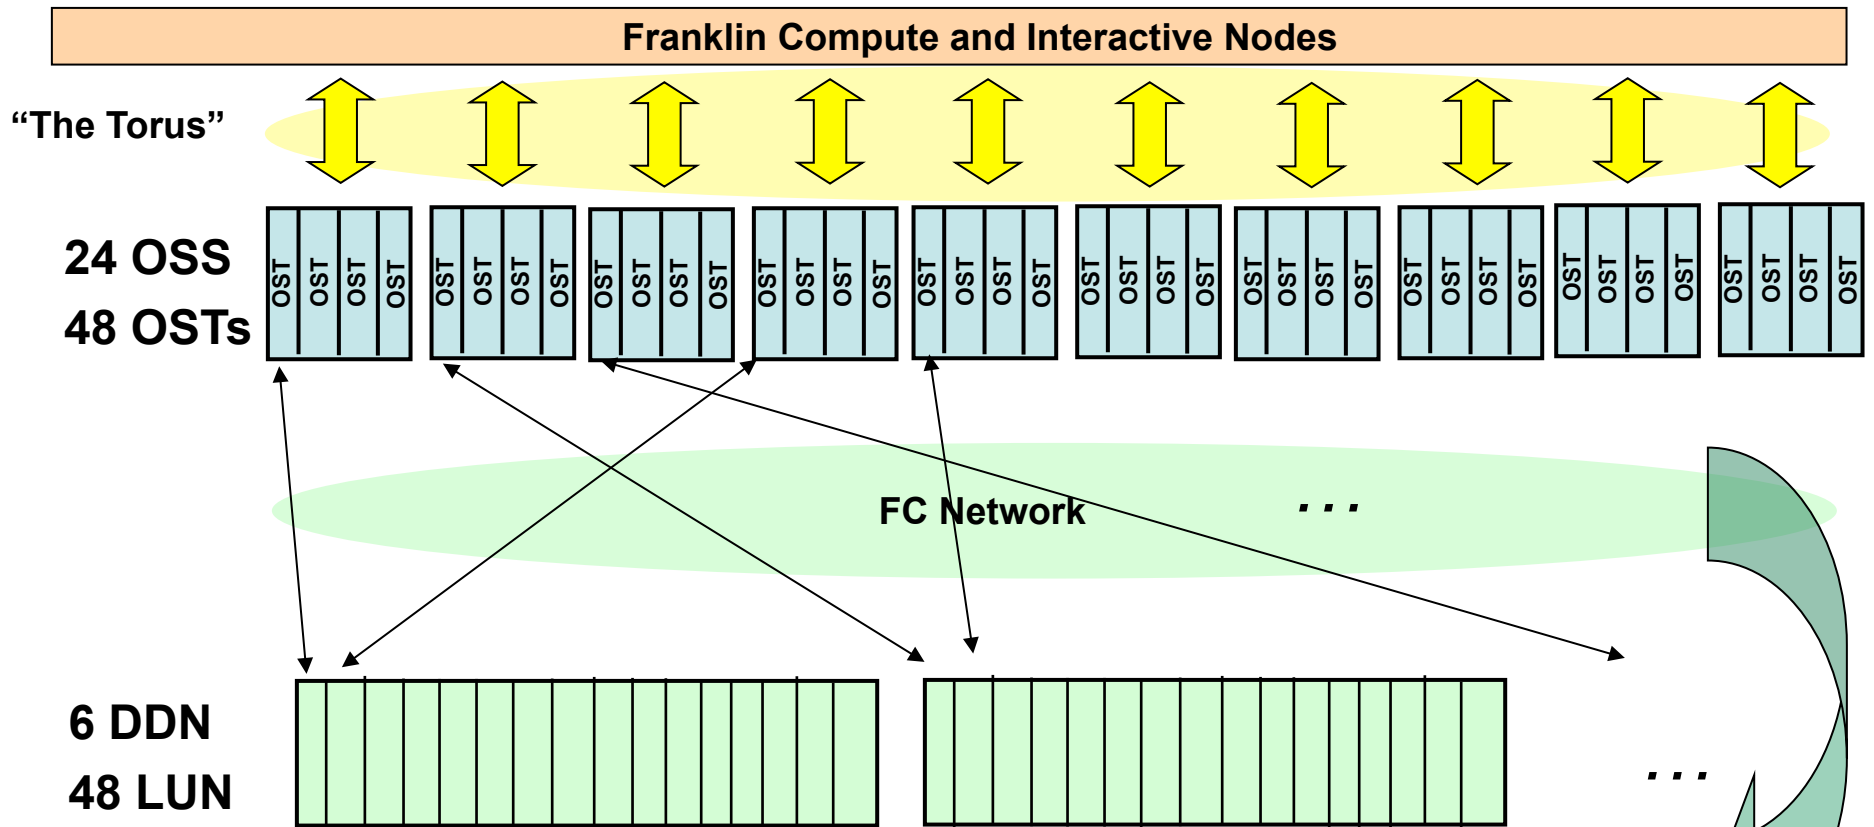 Franklin Compute and Interactive Nodes
“The Torus”
24 OSS
48 OSTs
OST OST OST OST OST OST OST OST OST OST OST OST OST OST OST OST OST OST OST OST OST OST OST OST OST OST OST OST OST OST OST OST OST OST OST OST OST OST OST OST
FC Network
...
6 DDN
48 LUN
...